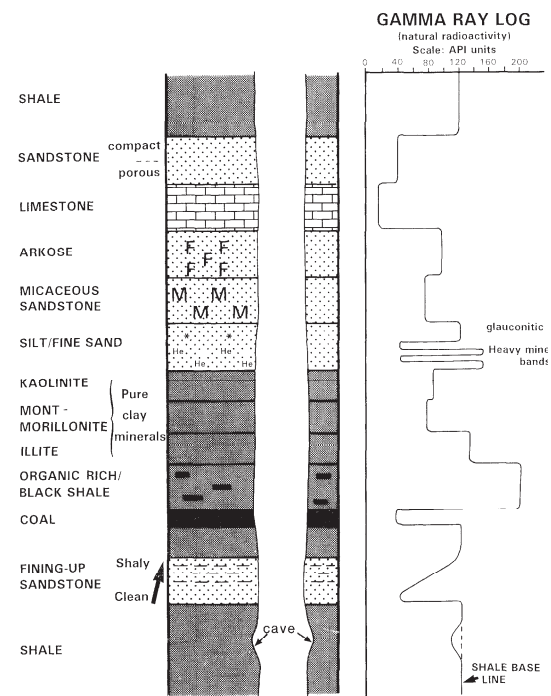 GAMMA RAY LOG
(natural radioactivity)
Scale: API units
0 40 80 120 160 200
SHALE
SANDSTONE compact
porous
LIMESTONE
ARKOSE
F F
F
F F
MICACEOUS
SANDSTONE
M M
M M
SILT/FINE SAND
* *
He. He.
He. He
glauconitic
Heavy mine
bands
KAOLINITE
MONT-
MORILLONITE
ILLITE
Pure
clay
minerals
ORGANIC RICH/
BLACK SHALE
COAL
FINING-UP
SANDSTONE
Shaly
Clean
cave
SHALE
SHALE BASE
LINE